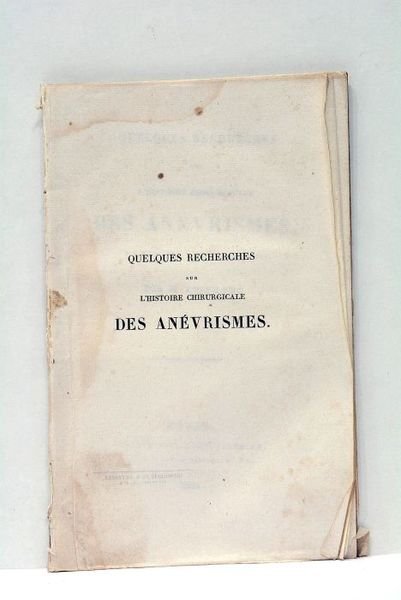 QUELQUES RECHERCHES
SUR
L'HISTOIRE CHIRURGICALE
DES ANÉVRISMES.